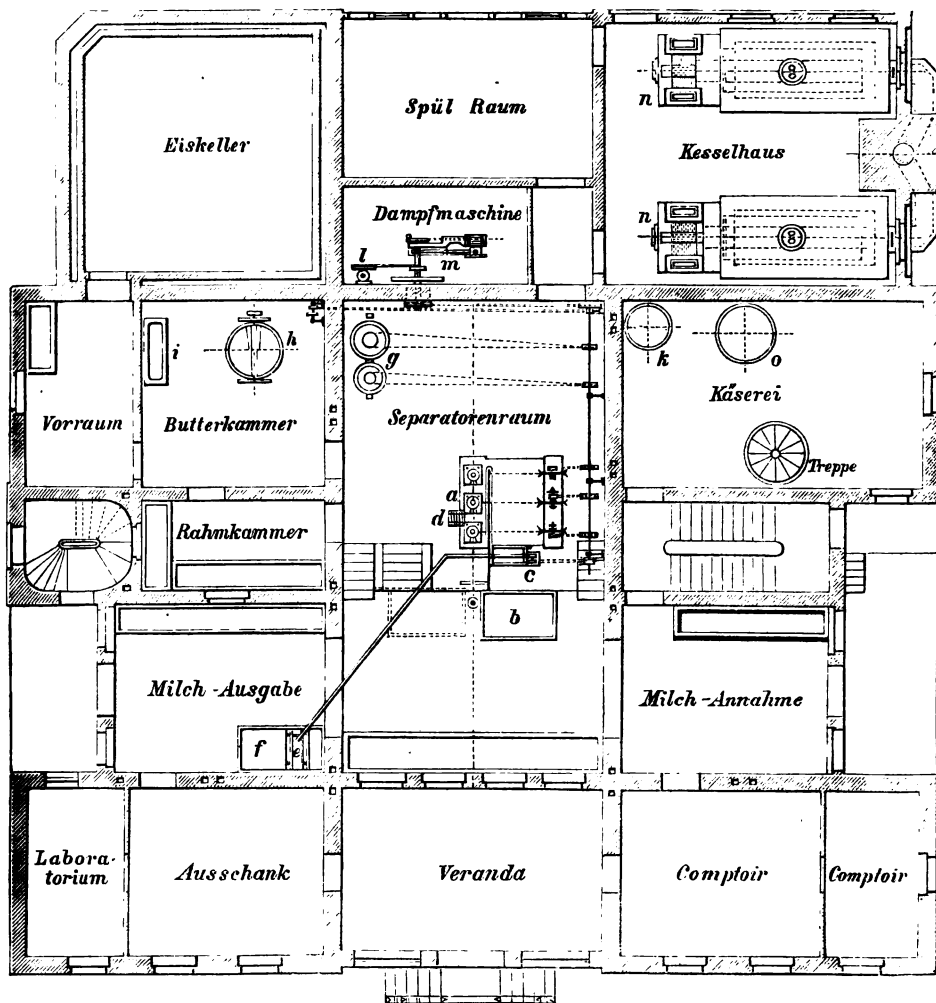 Spül Raum
n
Eiskeller
Kesselhaus
Dampfmaschine
n
l
m
i
h
g
k
o
Vorraum
Butterkammer
Separatorenraum
Käserei
Treppe
a
d
Rahmkammer
c
b
Milch-Ausgabe
Milch-Annahme
f
e
Labora-
torium
Ausschank
Veranda
Comptoir
Comptoir